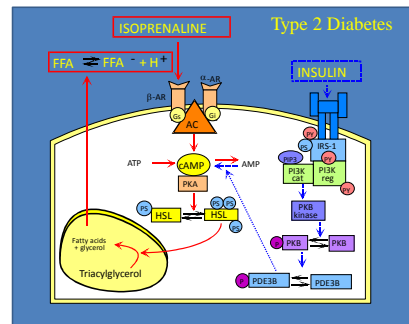 Type 2 Diabetes
ISOPRENALINE
FFA ⇌ FFA - + H +
INSULIN
α-AR
β-AR
Gs
Gi
AC
PY
IRS-1
PS
PY
PIP3
PI3K cat
PI3K reg
PY
ATP
cAMP
AMP
PKA
PKB
kinase
PS
PS
PS
HSL
HSL
PS
P
PKB
PKB
Fatty acids
+ glycerol
Triacylglycerol
P
PDE3B
PDE3B